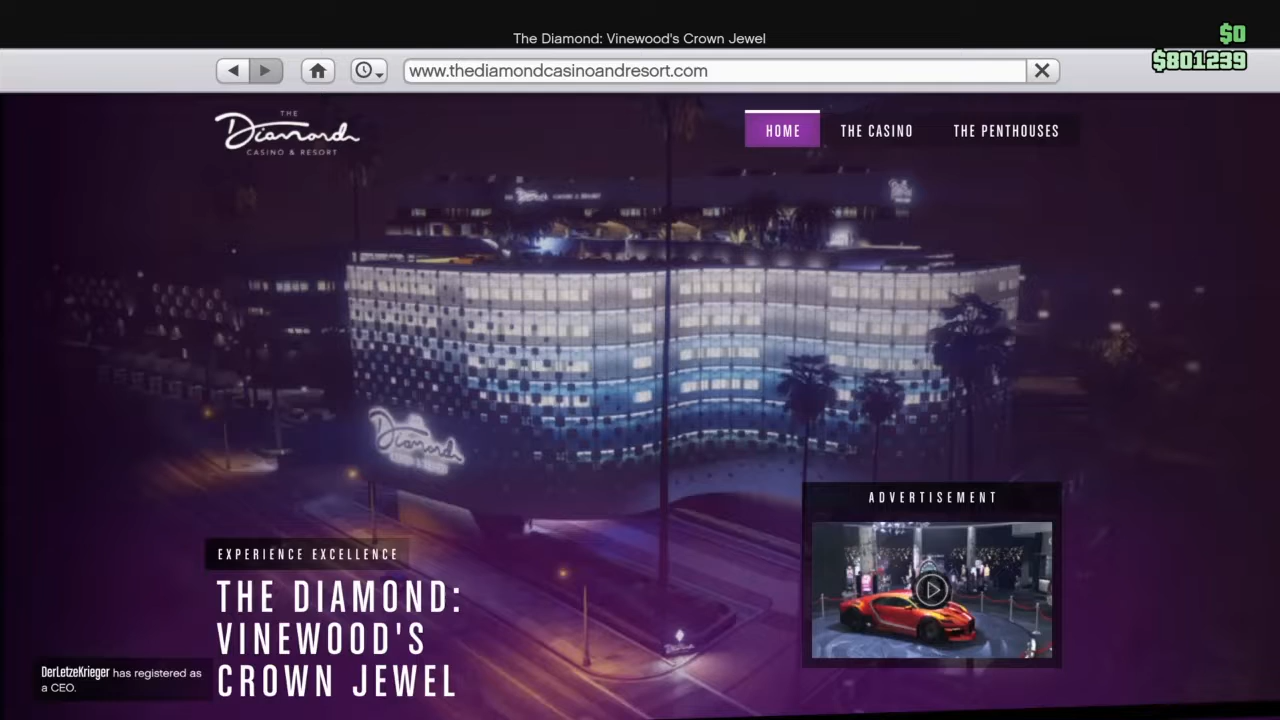 The Diamond: Vinewood's Crown Jewel
$0
$801239
www.thediamondcasinoandresort.com
THE
Diamond
CASINO & RESORT
HOME
THE CASINO
THE PENTHOUSES
Diamond
ADVERTISEMENT
EXPERIENCE EXCELLENCE
THE DIAMOND:
VINEWOOD'S
CROWN JEWEL
DerLetzeKrieger has registered as
a CEO.